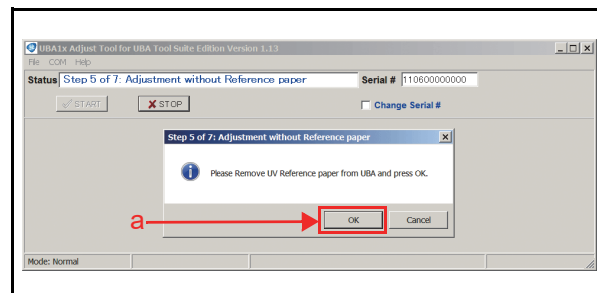 UBA1x Adjust Tool for UBA Tool Suite Edition Version 1.13
File COM Help
Status Step 5 of 7: Adjustment without Reference paper Serial # 110600000000
START STOP Change Serial #
Step 5 of 7: Adjustment without Reference paper
Please Remove UV Reference paper from UBA and press OK.
a OK Cancel
Mode: Normal